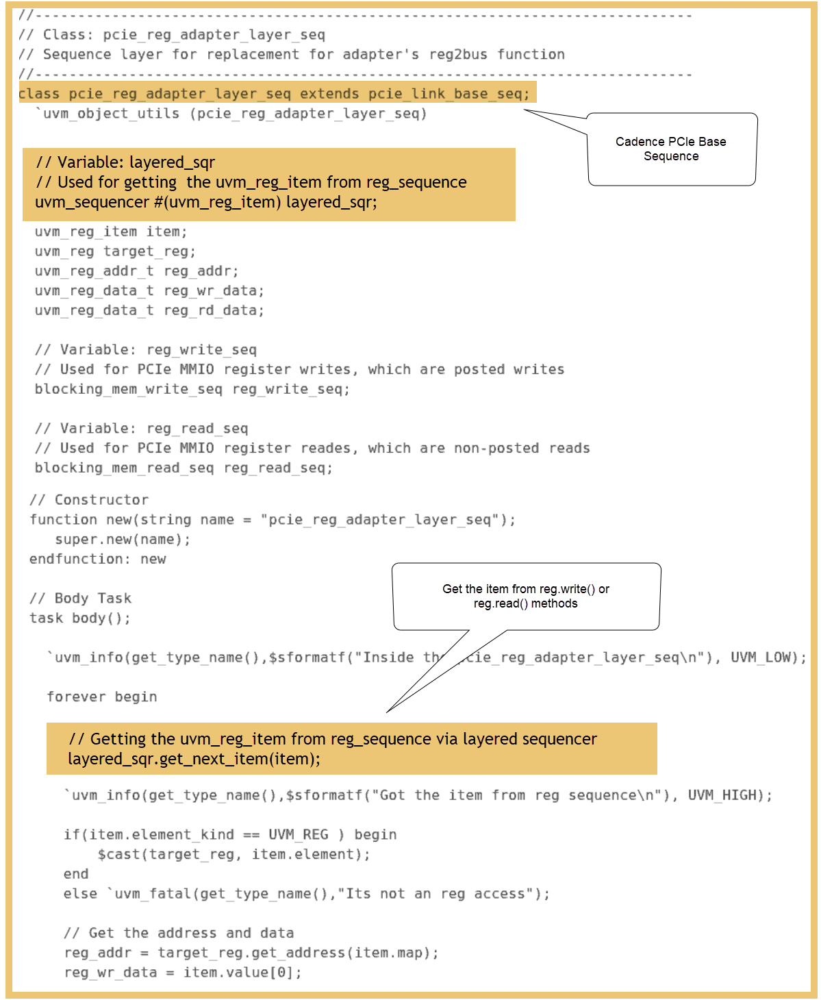 //-----------------------------------------------------------------------------
// Class: pcie_reg_adapter_layer_seq
// Sequence layer for replacement for adapter's reg2bus function
//-----------------------------------------------------------------------------
class pcie_reg_adapter_layer_seq extends pcie_link_base_seq;
`uvm_object_utils (pcie_reg_adapter_layer_seq)
Cadence PCIe Base
Sequence
// Variable: layered_sqr
// Used for getting  the uvm_reg_item from reg_sequence
uvm_sequencer #(uvm_reg_item) layered_sqr;
uvm_reg_item item;
uvm_reg target_reg;
uvm_reg_addr_t reg_addr;
uvm_reg_data_t reg_wr_data;
uvm_reg_data_t reg_rd_data;
// Variable: reg_write_seq
// Used for PCIe MMIO register writes, which are posted writes
blocking_mem_write_seq reg_write_seq;
// Variable: reg_read_seq
// Used for PCIe MMIO register reades, which are non-posted reads
blocking_mem_read_seq reg_read_seq;
// Constructor
function new(string name = "pcie_reg_adapter_layer_seq");
super.new(name);
endfunction: new
// Body Task
task body();
Get the item from reg.write() or
reg.read() methods
`uvm_info(get_type_name(),$sformatf("Inside the pcie_reg_adapter_layer_seq\n"), UVM_LOW);
forever begin
// Getting the uvm_reg_item from reg_sequence via layered sequencer
layered_sqr.get_next_item(item);
`uvm_info(get_type_name(),$sformatf("Got the item from reg sequence\n"), UVM_HIGH);
if(item.element_kind == UVM_REG ) begin
$cast(target_reg, item.element);
end
else `uvm_fatal(get_type_name(),"Its not an reg access");
// Get the address and data
reg_addr = target_reg.get_address(item.map);
reg_wr_data = item.value[0];